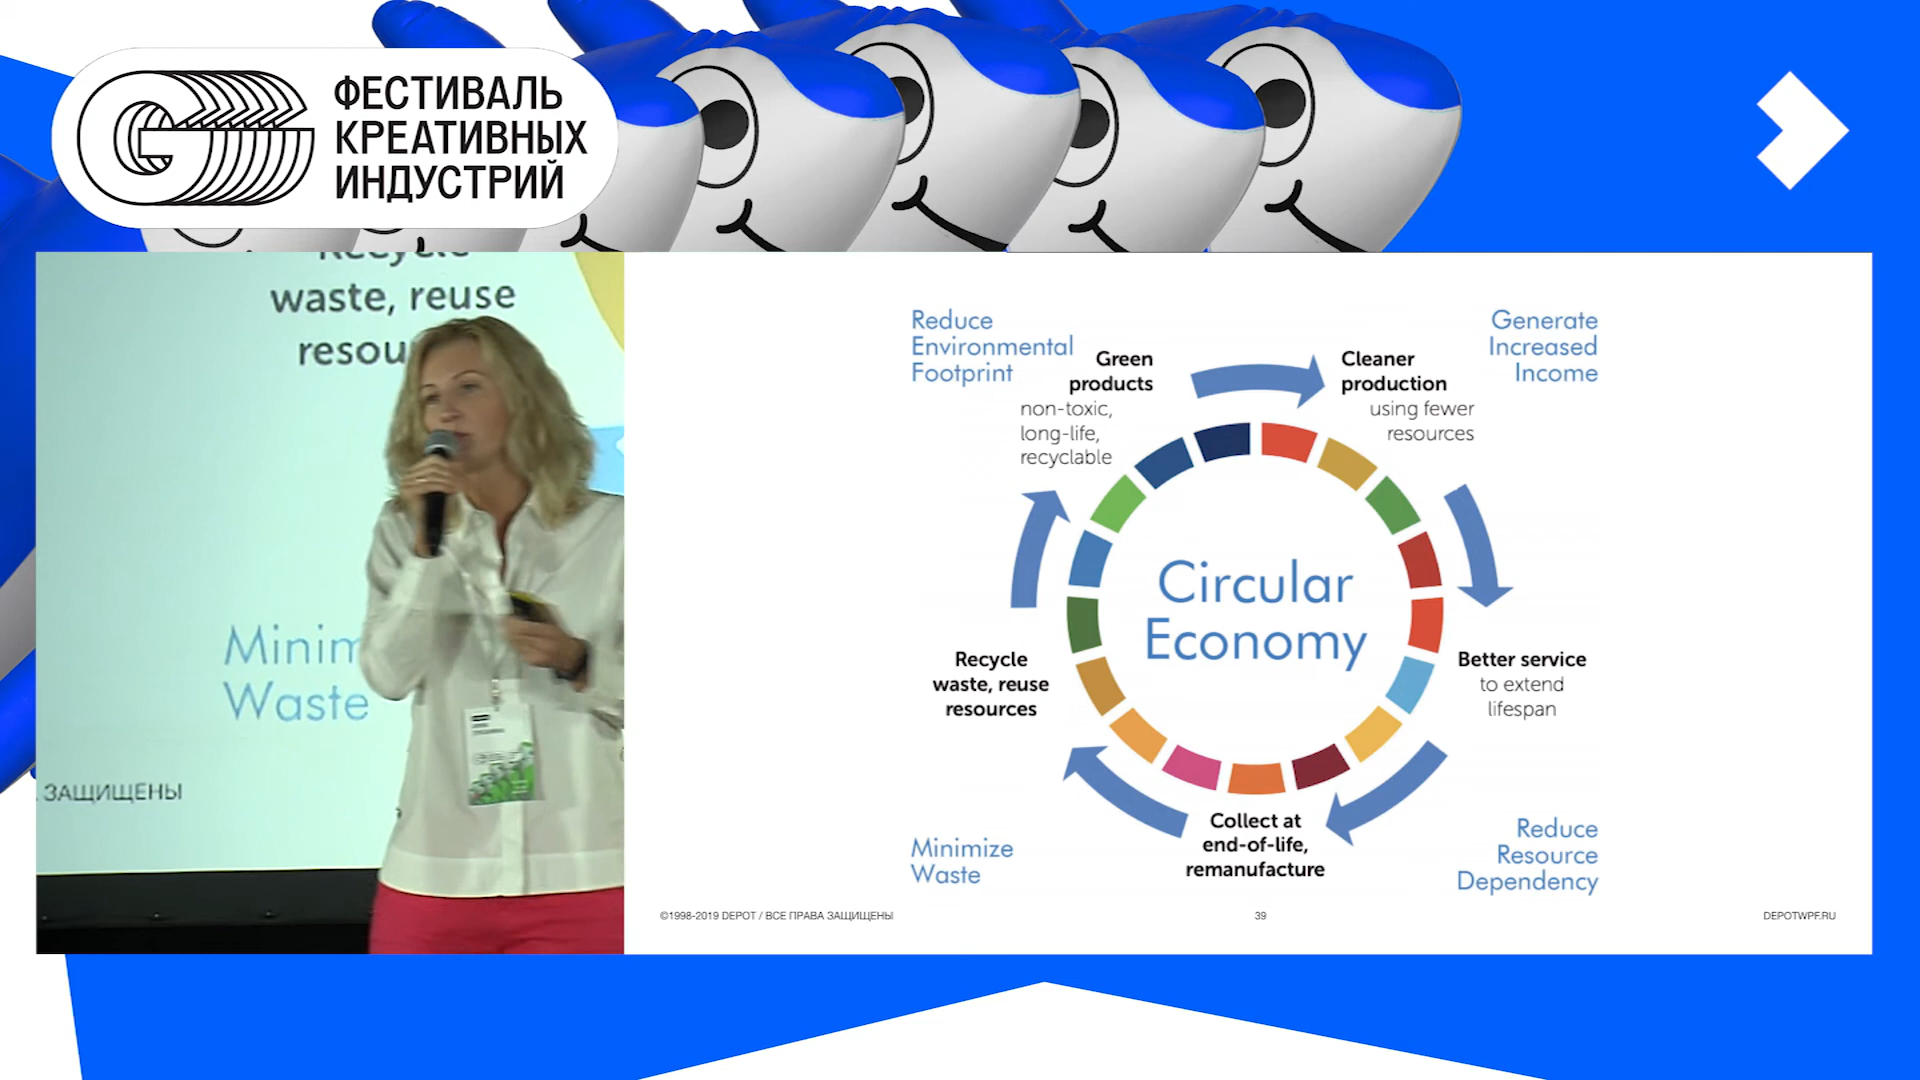 ФЕСТИВАЛЬ
КРЕАТИВНЫХ
ИНДУСТРИЙ
Recycle
waste, reuse
Minim
Waste
ЗАЩИЩЕНЫ
Reduce
Environmental
Footprint
Green
products
non-toxic,
long-life,
recyclable
Cleaner
production
using fewer
resources
Generate
Increased
Income
Circular
Economy
Recycle
waste, reuse
resources
Better service
to extend
lifespan
Collect at
end-of-life,
remanufacture
Minimize
Waste
Reduce
Resource
Dependency
©1998-2019 DEPOT / ВСЕ ПРАВА ЗАЩИЩЕНЫ
39
DEPOTWPF.RU